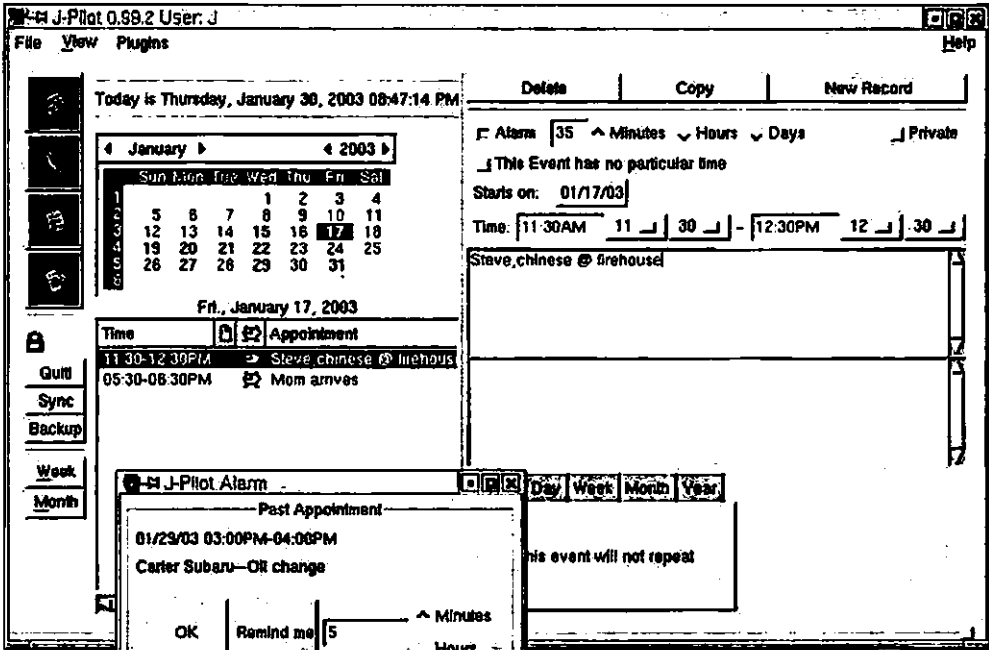 J-Pilot 0.99.2 User: J
File View Plugins Help
Today is Thursday, January 30, 2003 08:47:14 PM
Delete Copy New Record
Alarm 35 Minutes Hours Days Private
This Event has no particular time
January 2003
Sun Mon Tue Wed Thu Fri Sat
1 1 2 3 4
2 5 6 7 8 9 10 11
3 12 13 14 15 16 17 18
4 19 20 21 22 23 24 25
5 26 27 28 29 30 31
6
Starts on: 01/17/03
Time: 11:30AM 11 30 - 12:30PM 12 30
Steve,chinese @ firehouse
Fri., January 17, 2003
Time Appointment
11:30-12:30PM Steve,chinese @ firehous
05:30-06:30PM Mom arrives
Quit!
Sync
Backup
Week
Month
Day Week Month Year
his event will not repeat
J-Pilot Alarm
Past Appointment
01/29/03 03:00PM-04:00PM
Carter Subaru--Oil change
OK Remind me 5 Minutes
Hours